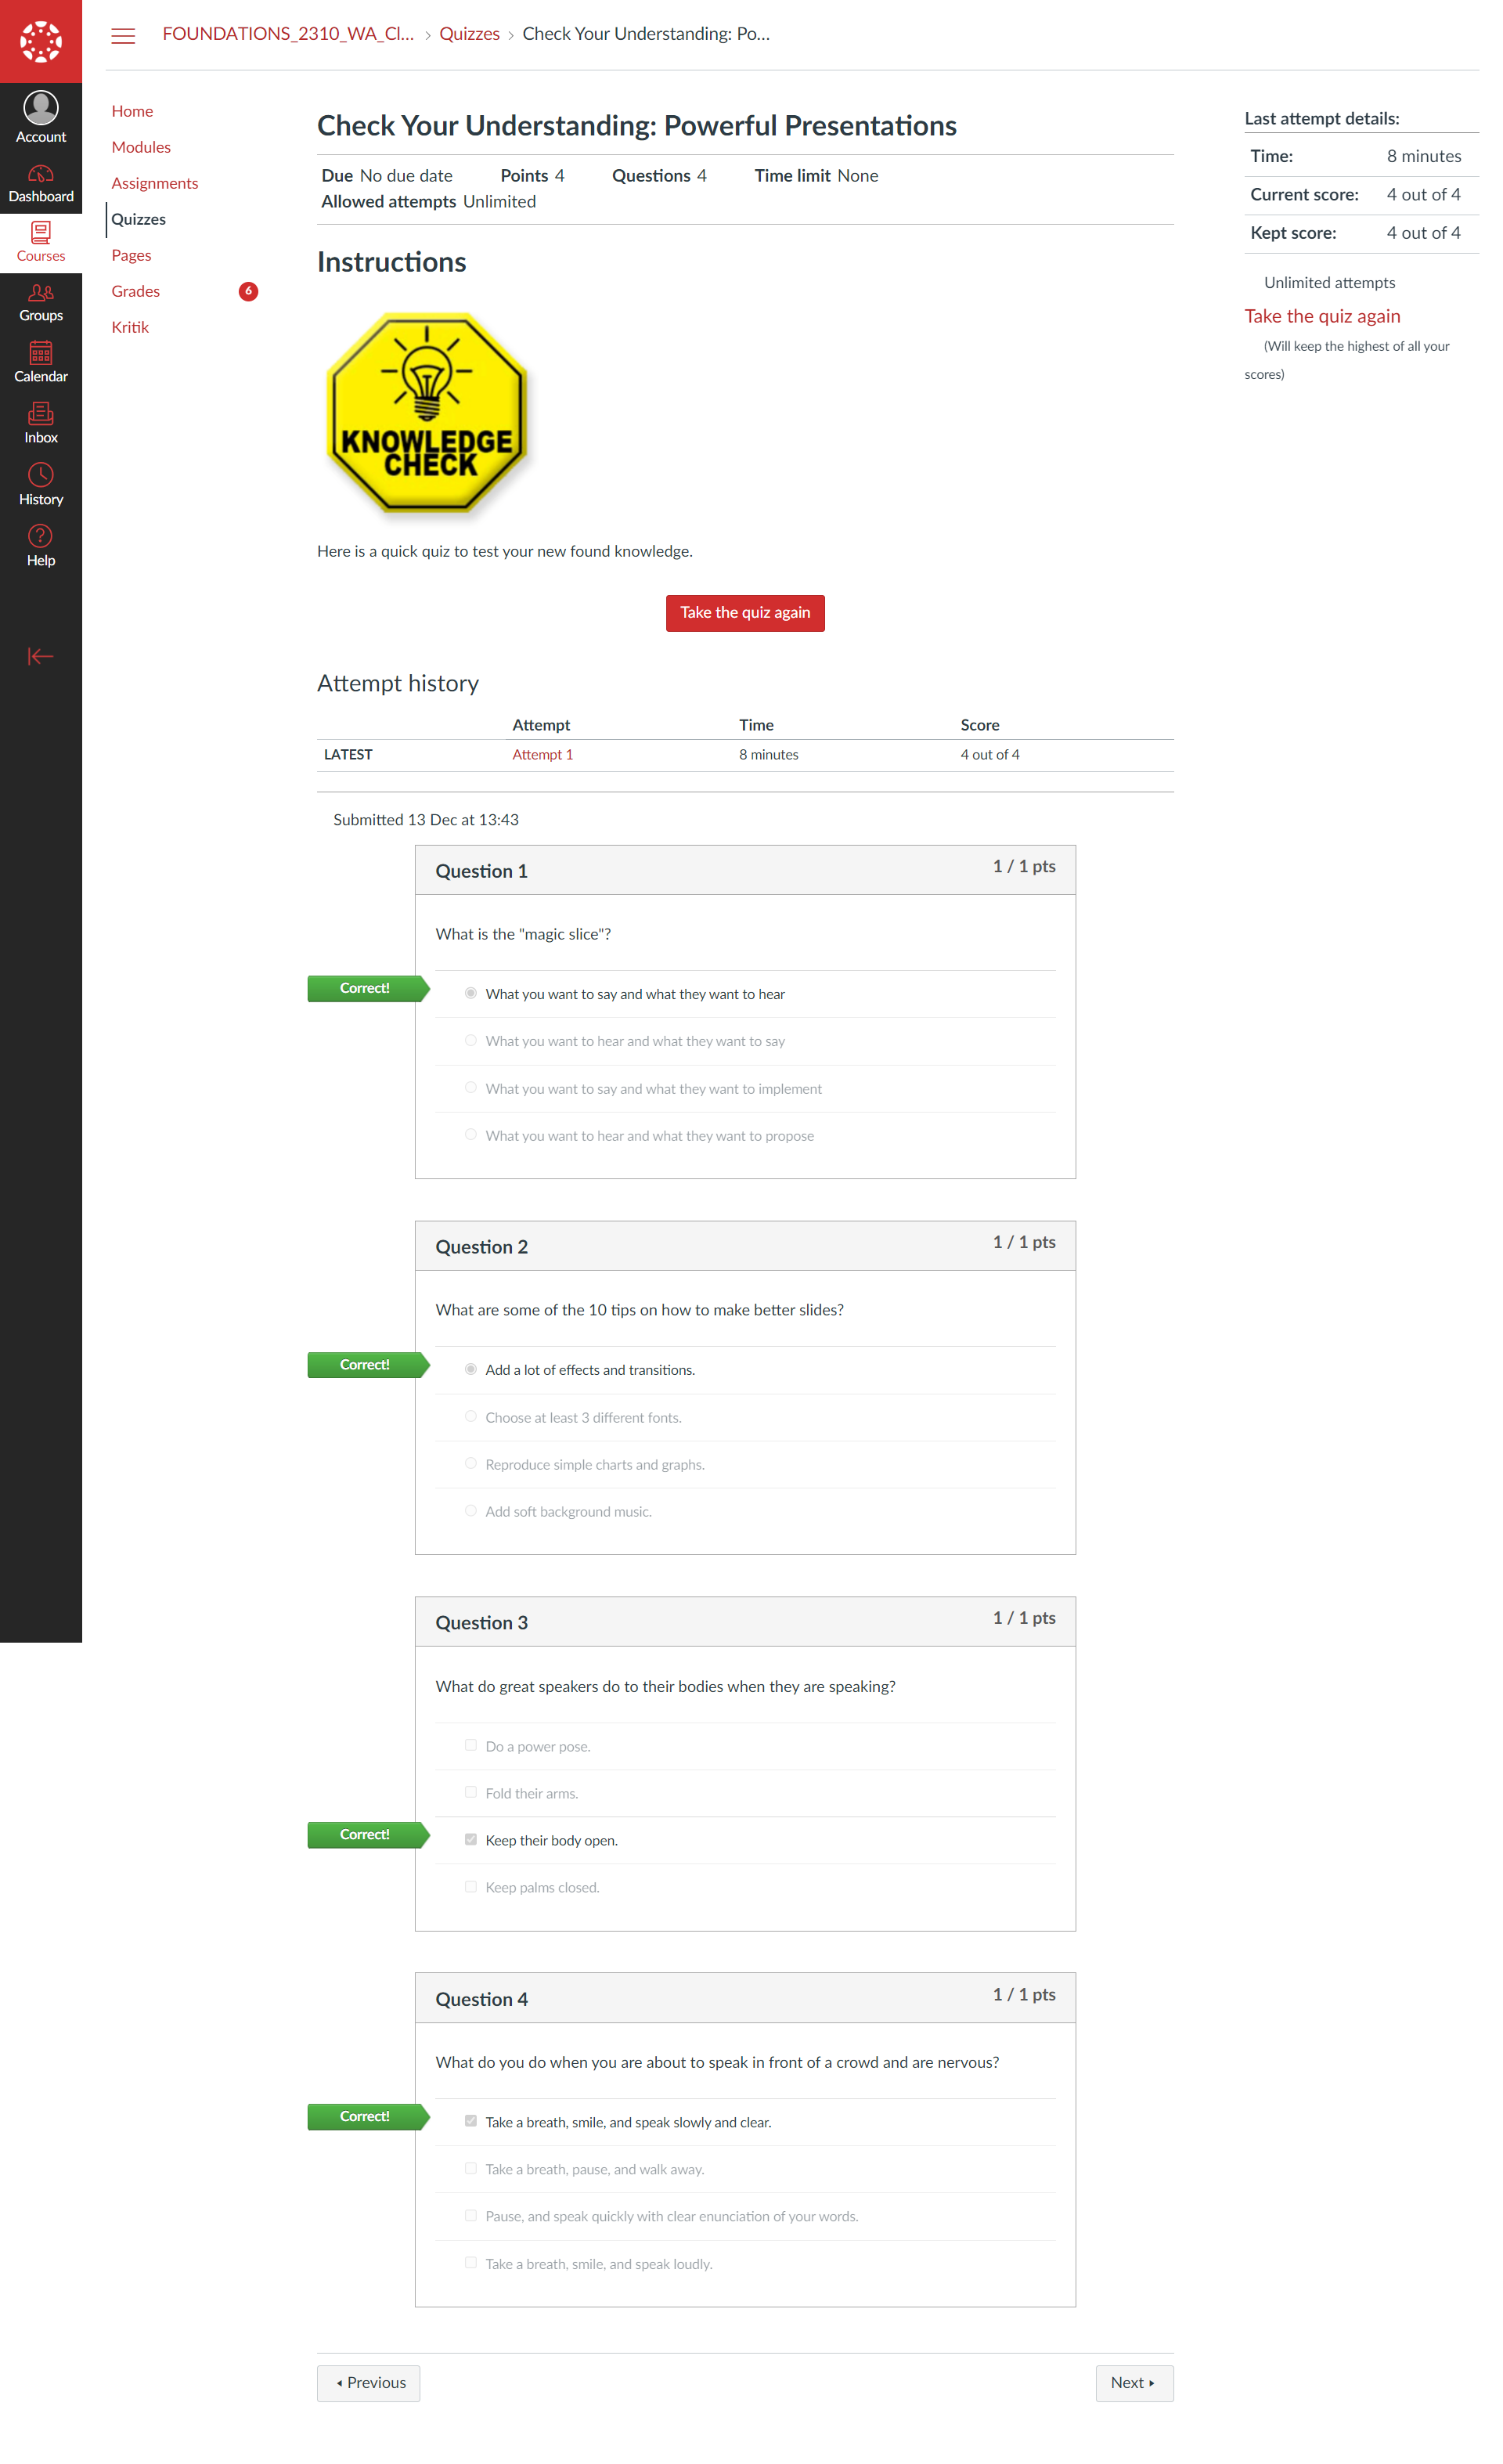 FOUNDATIONS_2310_WA_Cl... › Quizzes › Check Your Understanding: Po...
Account
Dashboard
Courses
Groups
Calendar
Inbox
History
Help
Home
Modules
Assignments
Quizzes
Pages
Grades 6
Kritik
Check Your Understanding: Powerful Presentations
Due No due date Points 4 Questions 4 Time limit None
Allowed attempts Unlimited
Instructions
KNOWLEDGE
CHECK
Here is a quick quiz to test your new found knowledge.
Take the quiz again
Attempt history
Attempt Time Score
LATEST Attempt 1 8 minutes 4 out of 4
Submitted 13 Dec at 13:43
Question 1 1 / 1 pts
What is the "magic slice"?
Correct! What you want to say and what they want to hear
What you want to hear and what they want to say
What you want to say and what they want to implement
What you want to hear and what they want to propose
Question 2 1 / 1 pts
What are some of the 10 tips on how to make better slides?
Correct! Add a lot of effects and transitions.
Choose at least 3 different fonts.
Reproduce simple charts and graphs.
Add soft background music.
Question 3 1 / 1 pts
What do great speakers do to their bodies when they are speaking?
Do a power pose.
Fold their arms.
Correct! Keep their body open.
Keep palms closed.
Question 4 1 / 1 pts
What do you do when you are about to speak in front of a crowd and are nervous?
Correct! Take a breath, smile, and speak slowly and clear.
Take a breath, pause, and walk away.
Pause, and speak quickly with clear enunciation of your words.
Take a breath, smile, and speak loudly.
Previous
Next
Last attempt details:
Time: 8 minutes
Current score: 4 out of 4
Kept score: 4 out of 4
Unlimited attempts
Take the quiz again
(Will keep the highest of all your
scores)